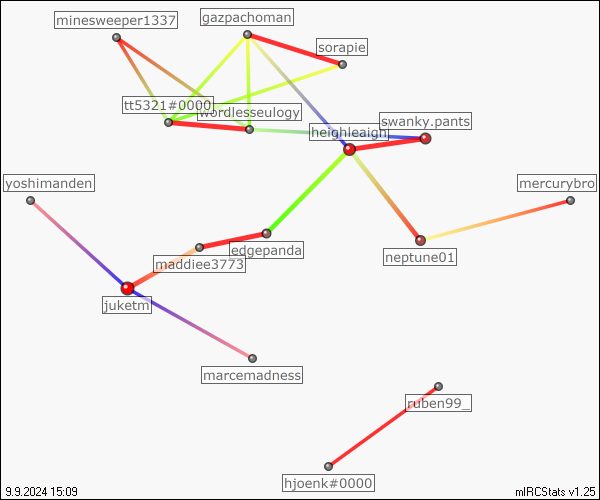 minesweeper1337
gazpachoman
sorapie
tt5321#0000
wordlesseulogy
swanky.pants
heighleaigh
yoshimanden
mercurybro
edgepanda
maddiee3773
neptune01
juketm
marcemadness
ruben99_
hjoenk#0000
9.9.2024 15:09
mIRCStats v1.25